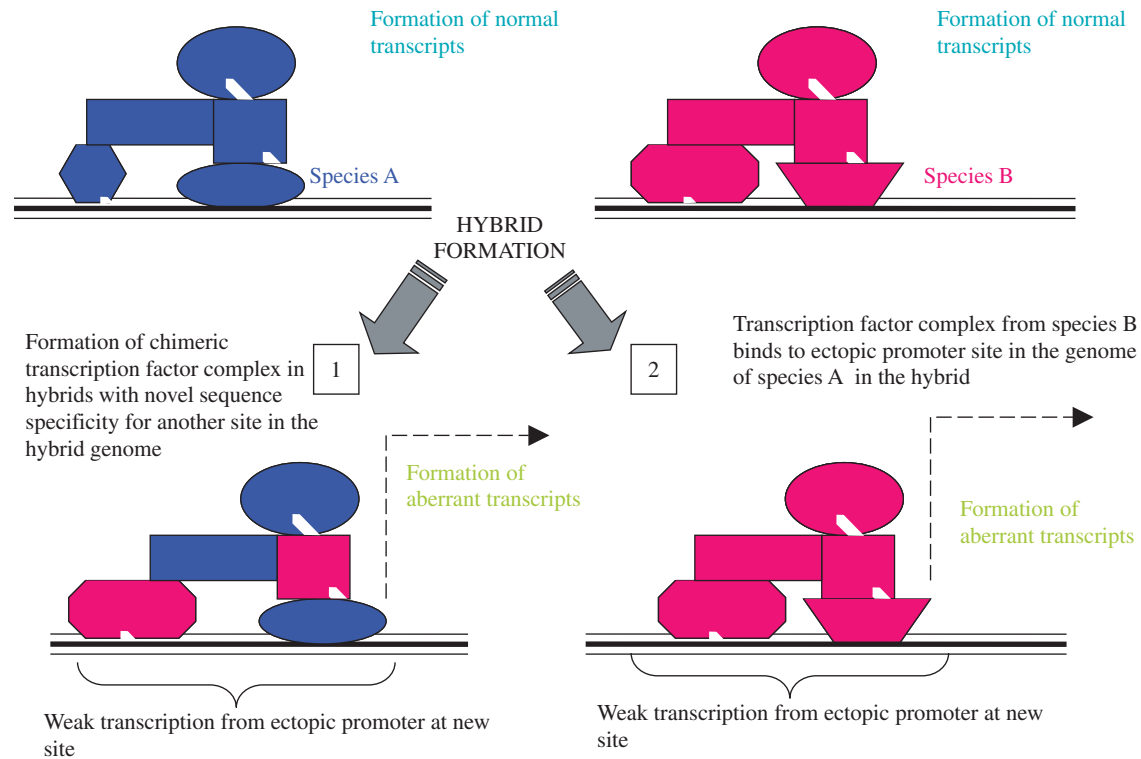 Formation of normal
transcripts
Formation of normal
transcripts
Species A
Species B
HYBRID
FORMATION
Formation of chimeric
transcription factor complex in
hybrids with novel sequence
specificity for another site in the
hybrid genome
1
2
Transcription factor complex from species B
binds to ectopic promoter site in the genome
of species A in the hybrid
Formation of
aberrant transcripts
Formation of
aberrant transcripts
Weak transcription from ectopic promoter at new
site
Weak transcription from ectopic promoter at new
site